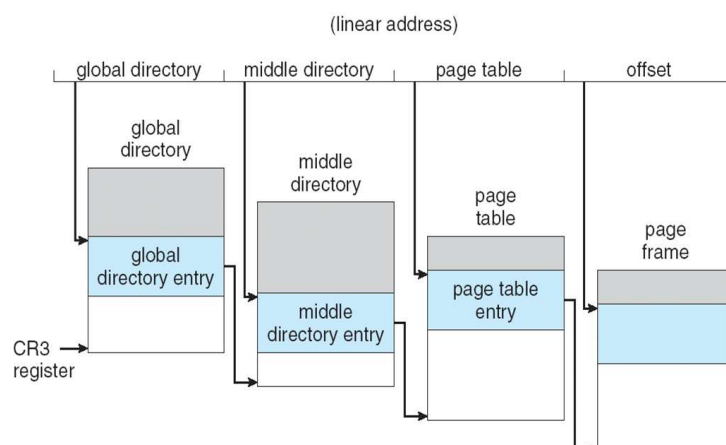 (linear address)
global directory
middle directory
page table
offset
global
directory
middle
directory
page
table
page
frame
global
directory entry
middle
directory entry
page table
entry
CR3
register